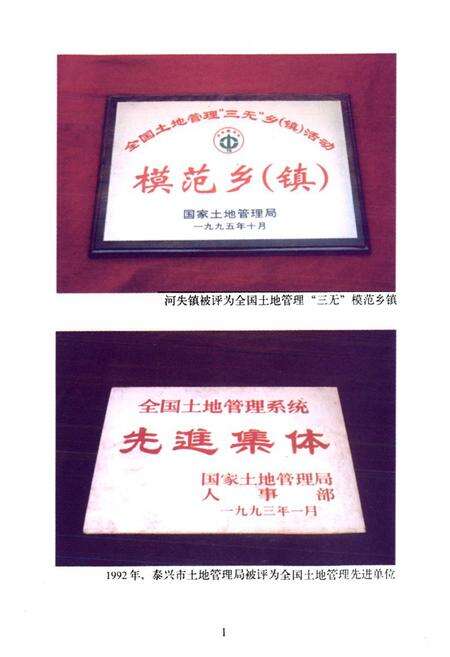 全国土地管理"三无"乡(镇)活动
模范乡(镇)
国家土地管理局
一九九五年十月
河失镇被评为全国土地管理“三无”模范乡镇
全国土地管理系统
先進集体
国家土地管理局
人事部
一九九三年一月
1992年，泰兴市土地管理局被评为全国土地管理先进单位
1